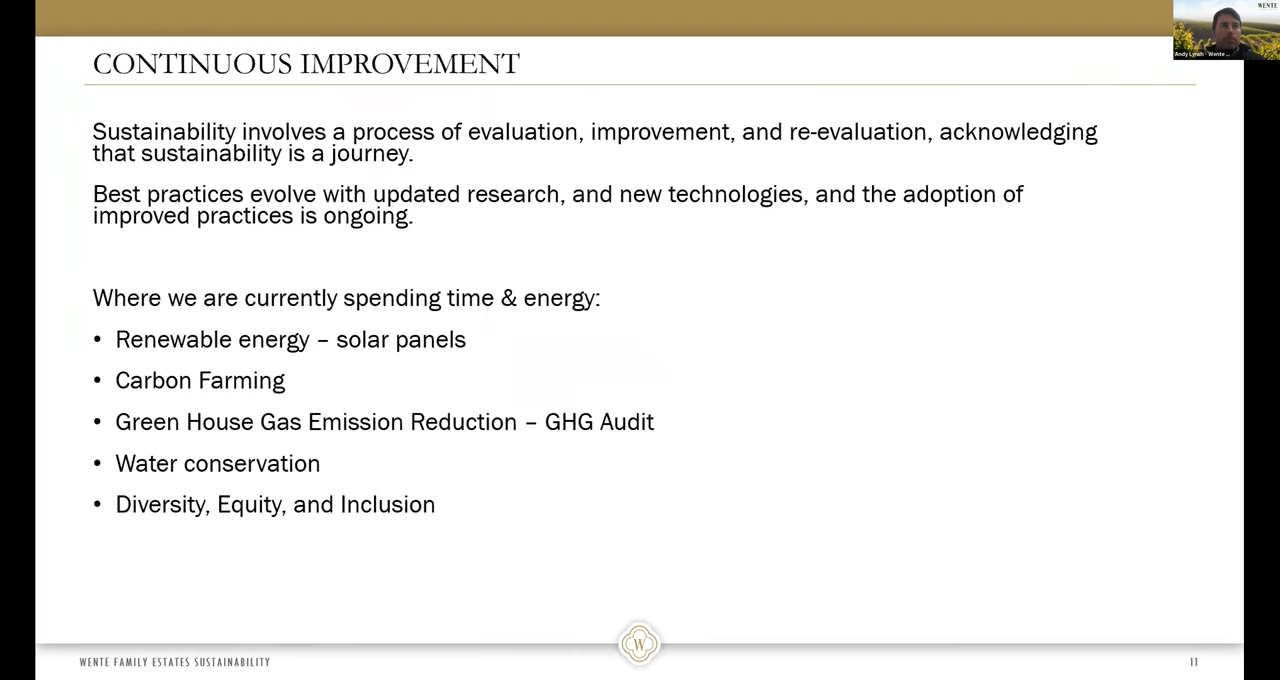 WENTE
CONTINUOUS IMPROVEMENT
Andy Lynch - Wente ...
Sustainability involves a process of evaluation, improvement, and re-evaluation, acknowledging
that sustainability is a journey.
Best practices evolve with updated research, and new technologies, and the adoption of
improved practices is ongoing.
Where we are currently spending time & energy:
• Renewable energy – solar panels
• Carbon Farming
• Green House Gas Emission Reduction – GHG Audit
• Water conservation
• Diversity, Equity, and Inclusion
W
WENTE FAMILY ESTATES SUSTAINABILITY
11